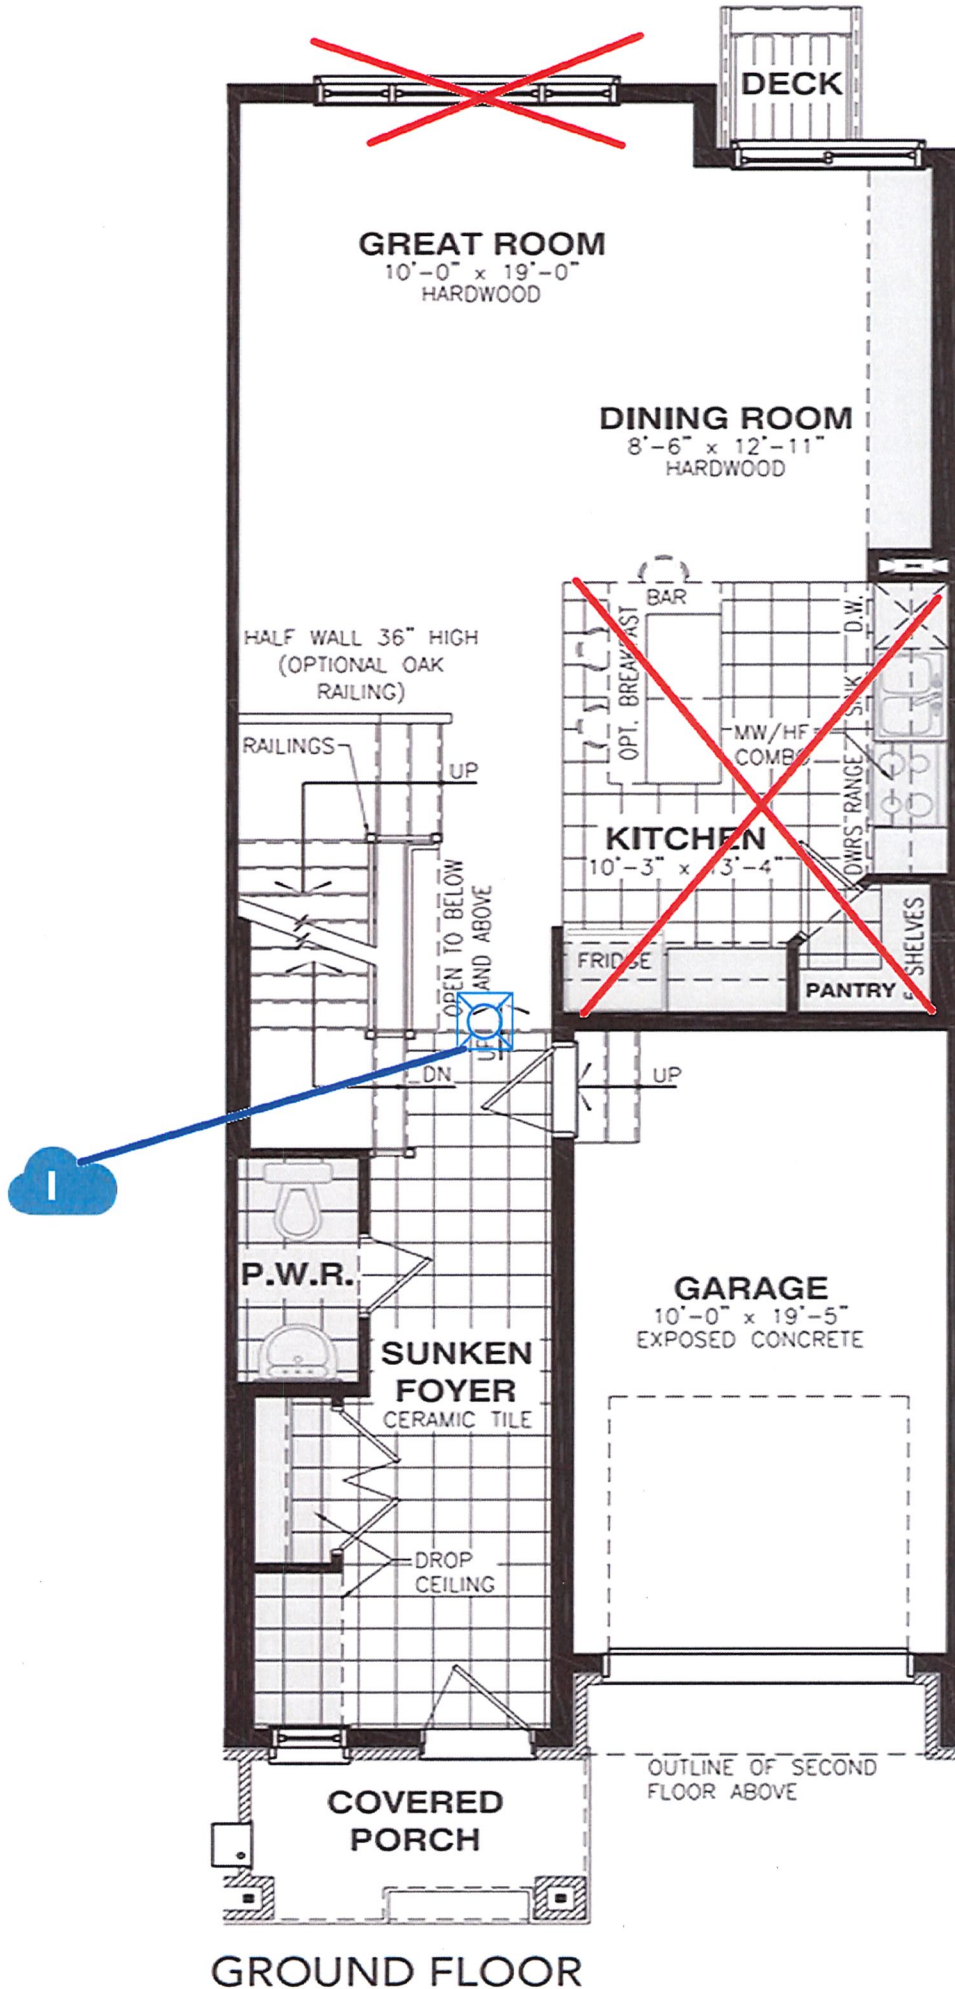 DECK
GREAT ROOM
10'-0" x 19'-0"
HARDWOOD
DINING ROOM
8'-6" x 12'-11"
HARDWOOD
BAR
OPT. BREAKFAST
D.W.
SINK
HALF WALL 36" HIGH
(OPTIONAL OAK
RAILING)
RAILINGS
UP
MW/HF
COMBO
RANGE
DWRS
KITCHEN
10'-3" x 13'-4"
OPEN TO BELOW
AND ABOVE
FRIDGE
PANTRY
SHELVES
UP
DN
UP
I
P.W.R.
GARAGE
10'-0" x 19'-5"
EXPOSED CONCRETE
SUNKEN
FOYER
CERAMIC TILE
DROP
CEILING
OUTLINE OF SECOND
FLOOR ABOVE
COVERED
PORCH
GROUND FLOOR